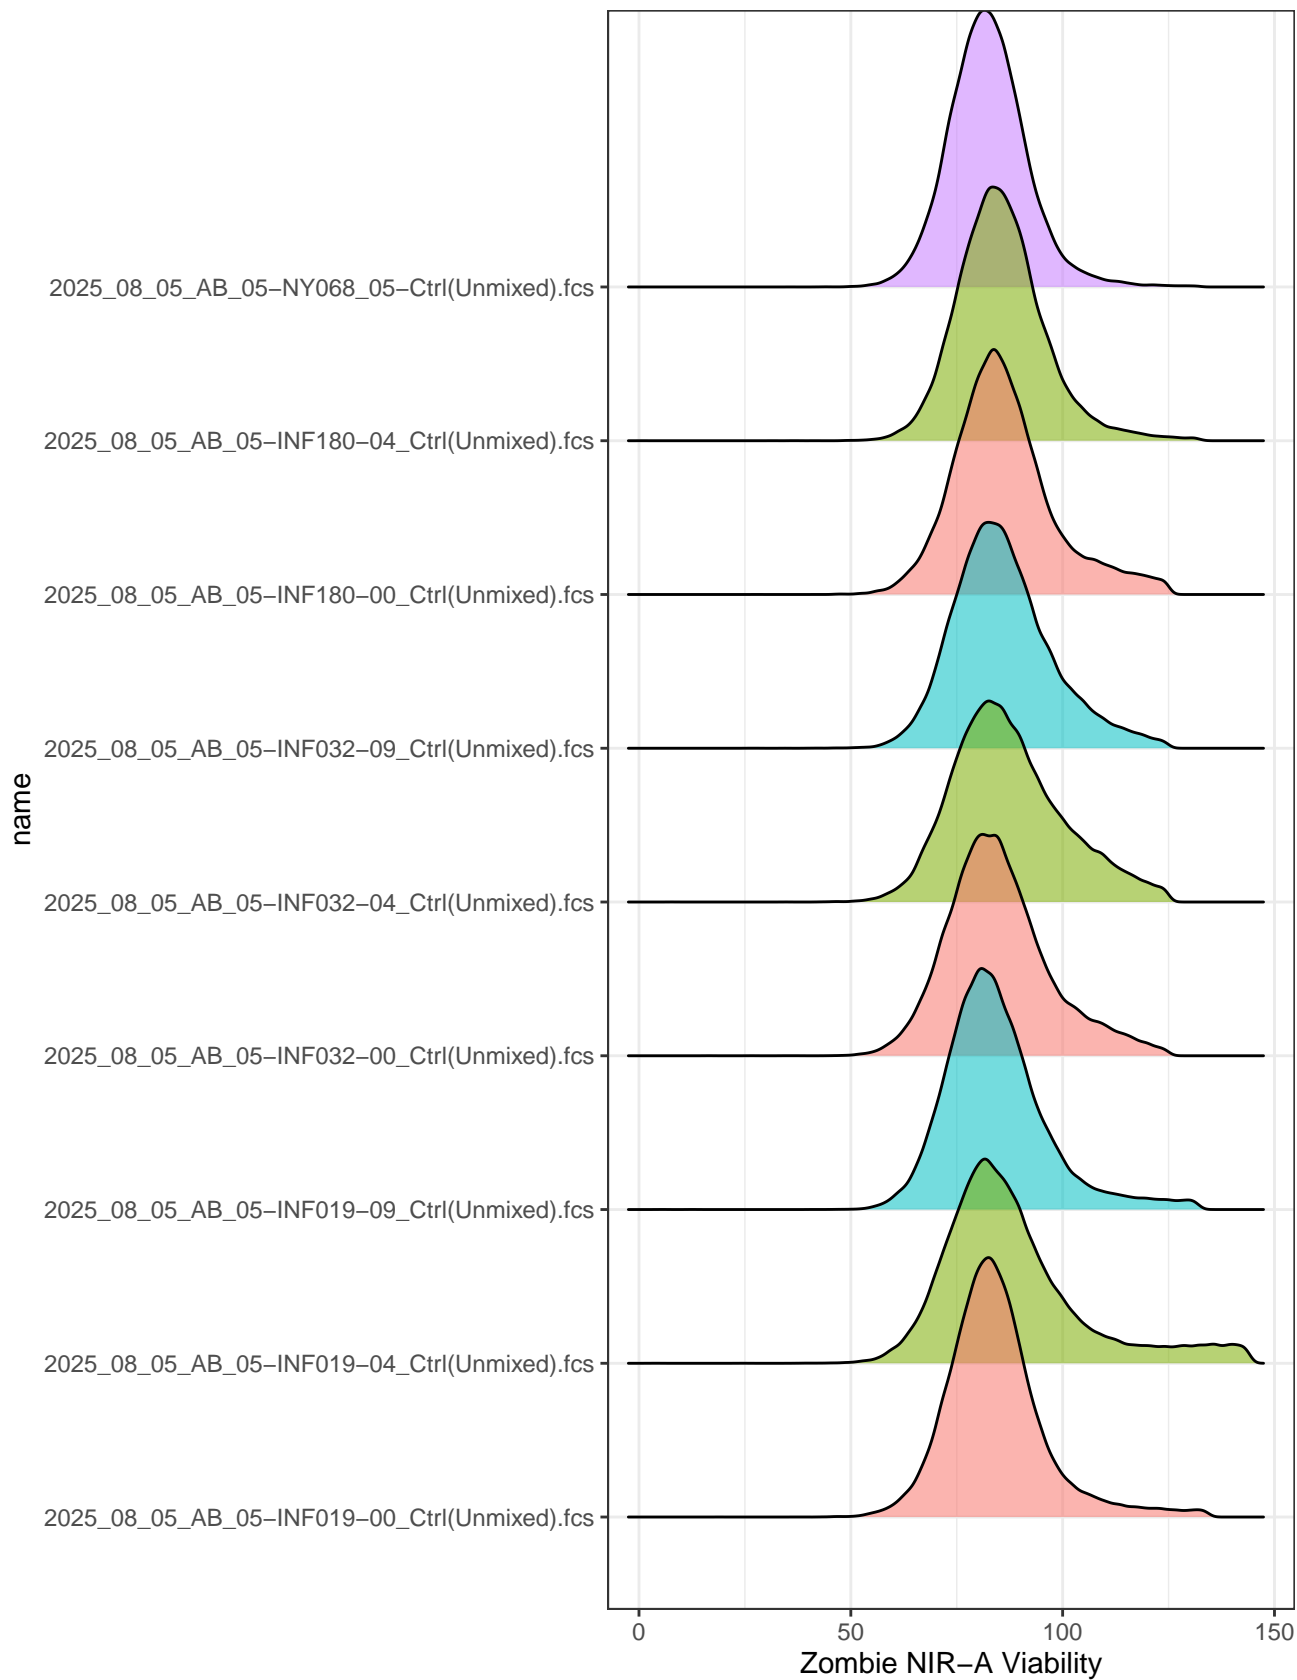 2025_08_05_AB_05−NY068_05−Ctrl(Unmixed).fcs
2025_08_05_AB_05−INF180−04_Ctrl(Unmixed).fcs
2025_08_05_AB_05−INF180−00_Ctrl(Unmixed).fcs
2025_08_05_AB_05−INF032−09_Ctrl(Unmixed).fcs
name
2025_08_05_AB_05−INF032−04_Ctrl(Unmixed).fcs
2025_08_05_AB_05−INF032−00_Ctrl(Unmixed).fcs
2025_08_05_AB_05−INF019−09_Ctrl(Unmixed).fcs
2025_08_05_AB_05−INF019−04_Ctrl(Unmixed).fcs
2025_08_05_AB_05−INF019−00_Ctrl(Unmixed).fcs
0 50 100 150
Zombie NIR−A Viability